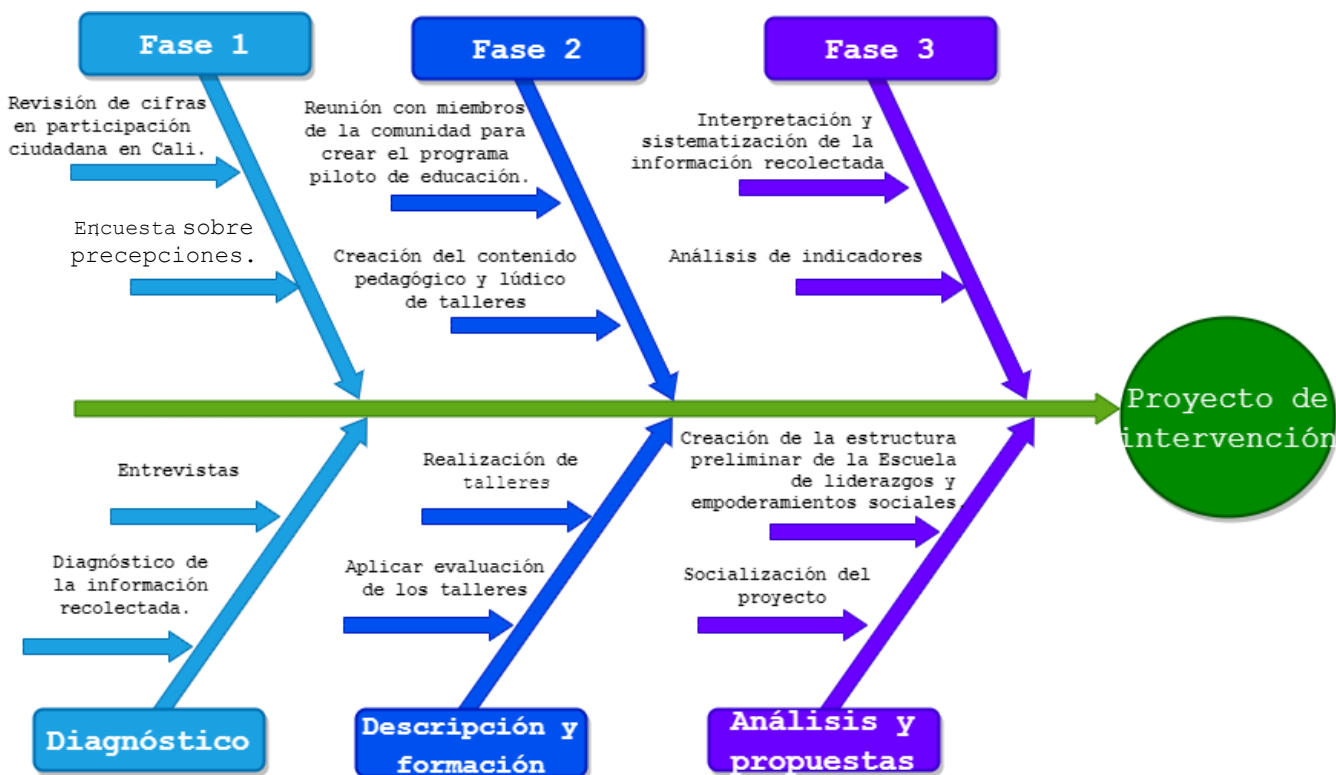 Fase 1
Revisión de cifras
en participación
ciudadana en Cali.
Encuesta sobre
precepciones.
Fase 2
Reunión con miembros
de la comunidad para
crear el programa
piloto de educación.
Creación del contenido
pedagógico y lúdico
de talleres
Fase 3
Interpretación y
sistematización de la
información recolectada
Análisis de indicadores
Proyecto de
intervención
Entrevistas
Diagnóstico de
la información
recolectada.
Diagnóstico
Realización de
talleres
Aplicar evaluación
de los talleres
Descripción y
formación
Creación de la estructura
preliminar de la Escuela
de liderazgos y
empoderamientos sociales.
Socialización del
proyecto
Análisis y
propuestas